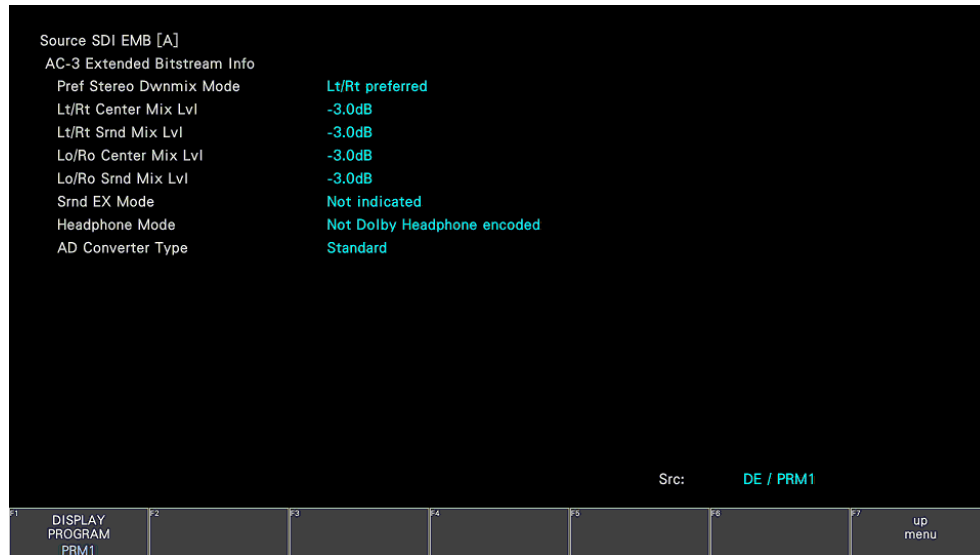 Source SDI EMB [A]
AC-3 Extended Bitstream Info
Pref Stereo Dwnmix Mode Lt/Rt preferred
Lt/Rt Center Mix Lvl -3.0dB
Lt/Rt Srnd Mix Lvl -3.0dB
Lo/Ro Center Mix Lvl -3.0dB
Lo/Ro Srnd Mix Lvl -3.0dB
Srnd EX Mode Not indicated
Headphone Mode Not Dolby Headphone encoded
AD Converter Type Standard
Src: DE / PRM1
F1 F2 F3 F4 F5 F6 F7
DISPLAY up
PROGRAM menu
PRM1